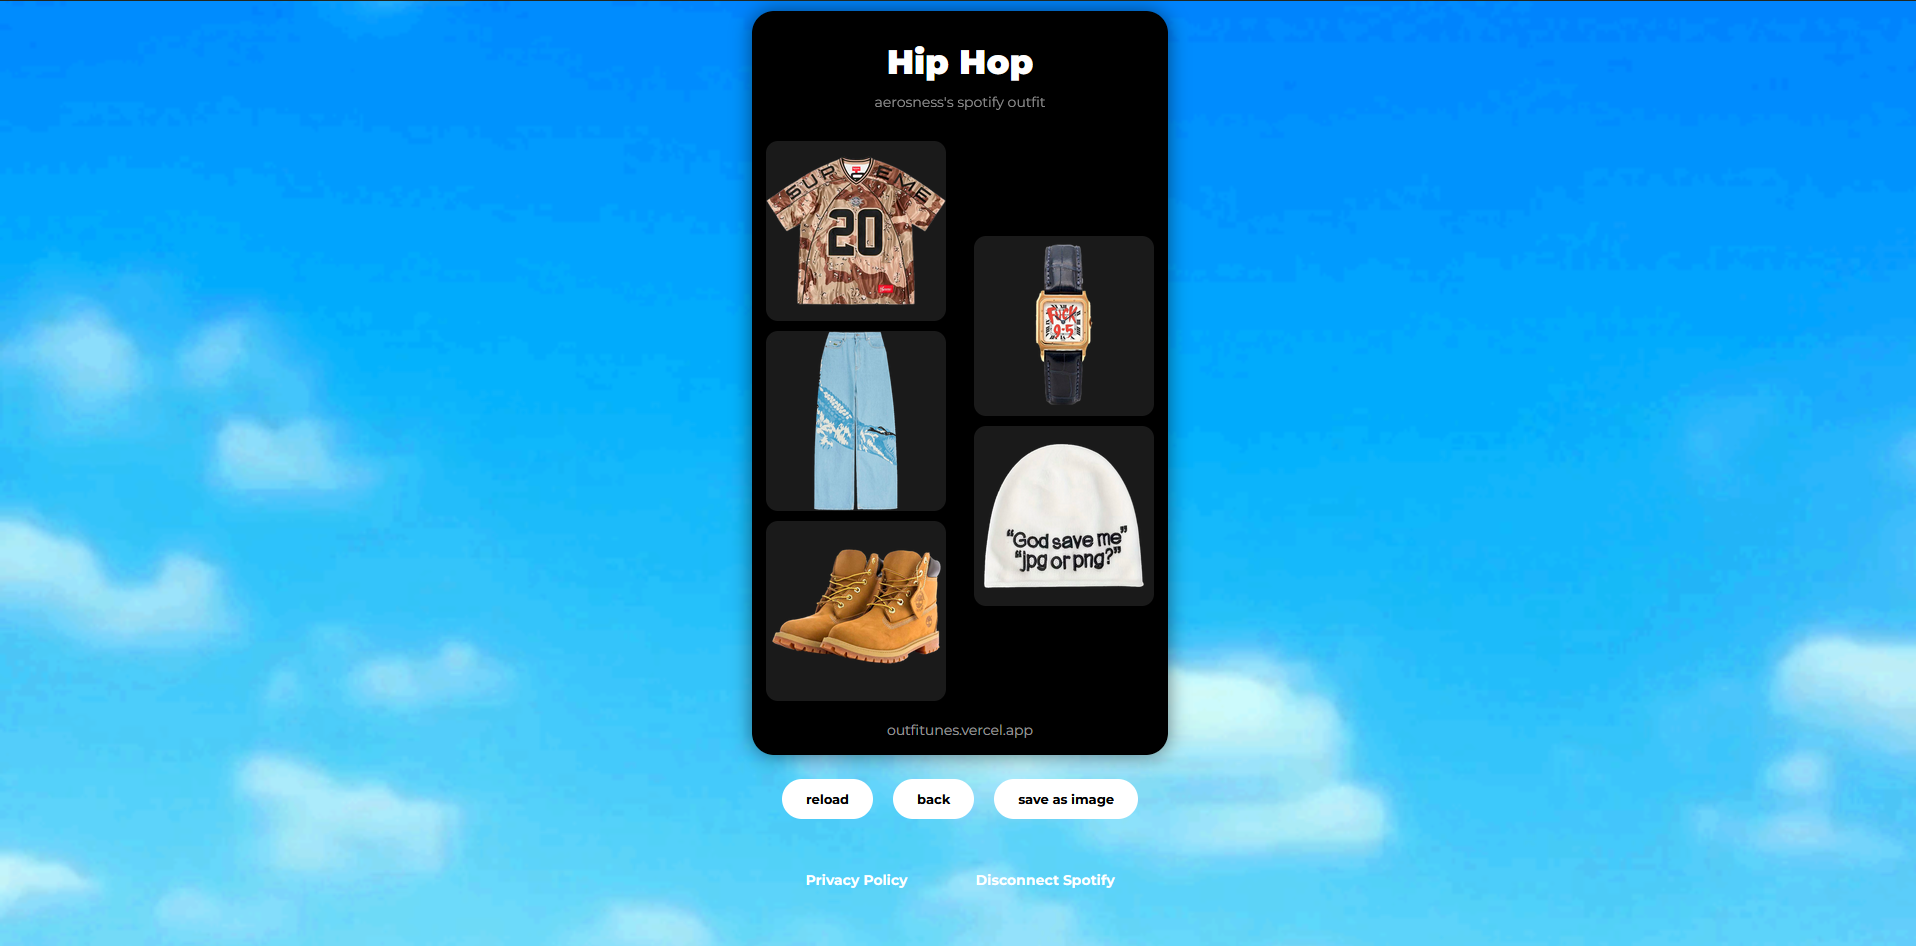 Hip Hop
aerosness's spotify outfit
SUPREME
20
FUCK
9-5
“God save me”
“jpg or png?”
outfitunes.vercel.app
reload
back
save as image
Privacy Policy
Disconnect Spotify